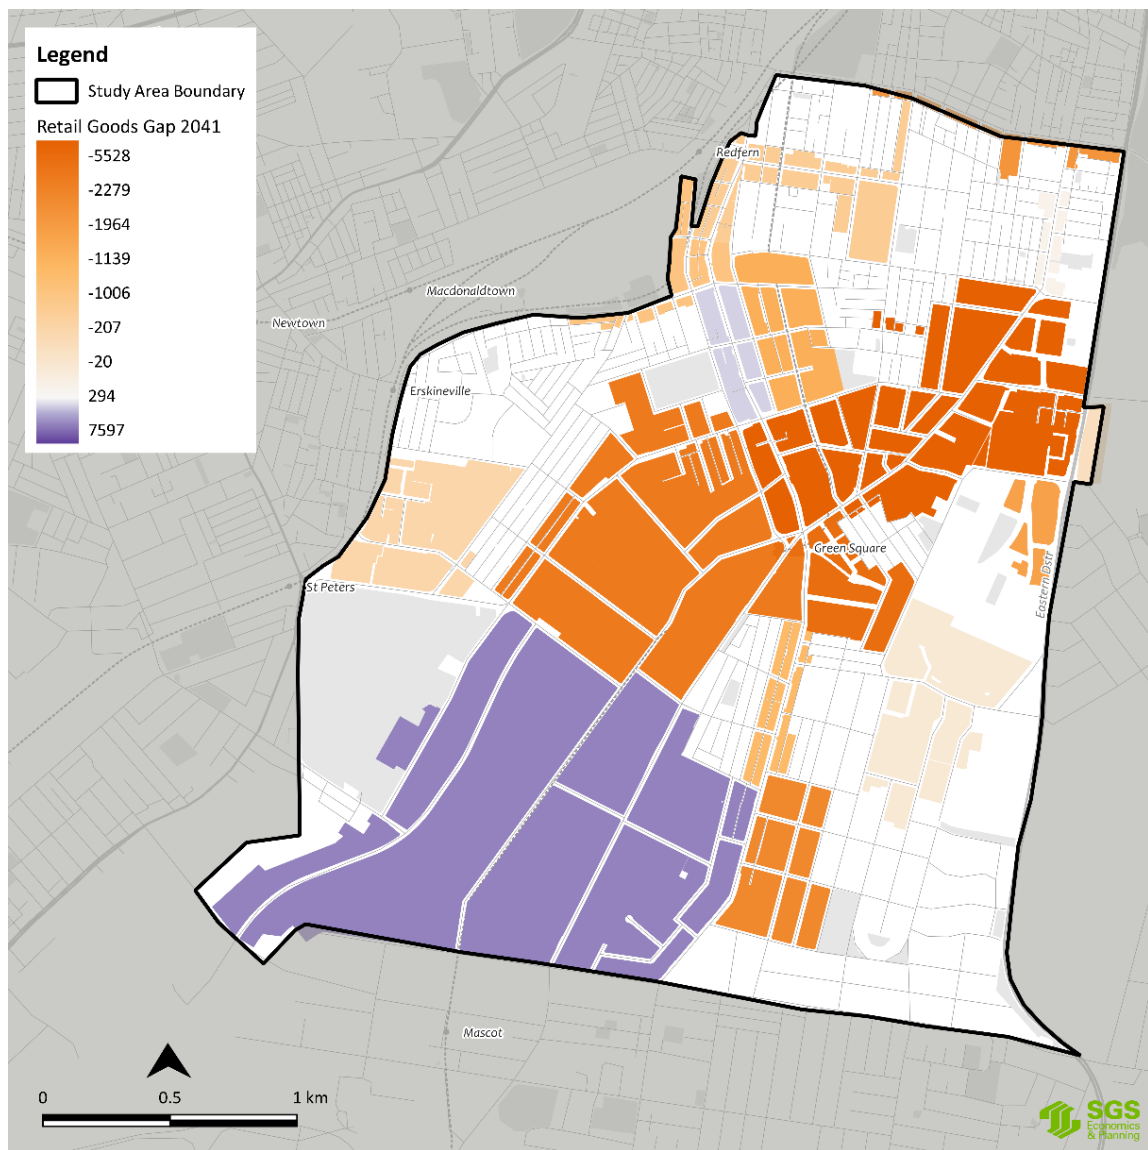 Legend
Study Area Boundary
Retail Goods Gap 2041
-5528
-2279
-1964
-1139
-1006
-207
-20
294
7597
Redfern
Macdonaldtown
Newtown
Erskineville
Green Square
Eastern Dstr
St Peters
Mascot
0 0.5 1 km
SGS
Economics
& Planning